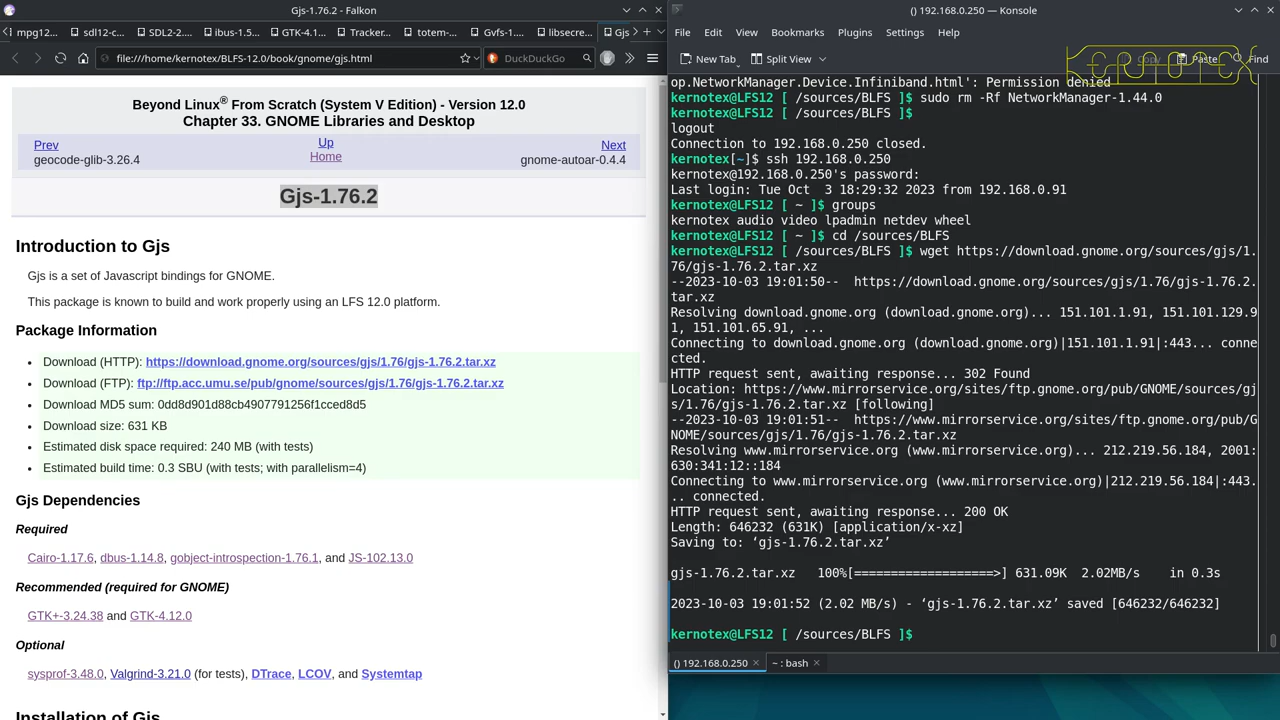 Gjs-1.76.2 - Falkon
mpg12...
sdl12-c...
SDL2-2....
ibus-1.5...
GTK-4.1...
Tracker...
totem-...
Gvfs-1....
libsecre...
Gjs
file:///home/kernotex/BLFS-12.0/book/gnome/gjs.html
DuckDuckGo
Beyond Linux® From Scratch (System V Edition) - Version 12.0
Chapter 33. GNOME Libraries and Desktop
Prev
Up
Next
geocode-glib-3.26.4
Home
gnome-autoar-0.4.4
Gjs-1.76.2
Introduction to Gjs
Gjs is a set of Javascript bindings for GNOME.
This package is known to build and work properly using an LFS 12.0 platform.
Package Information
• Download (HTTP): https://download.gnome.org/sources/gjs/1.76/gjs-1.76.2.tar.xz
• Download (FTP): ftp://ftp.acc.umu.se/pub/gnome/sources/gjs/1.76/gjs-1.76.2.tar.xz
• Download MD5 sum: 0dd8d901d88cb4907791256f1cced8d5
• Download size: 631 KB
• Estimated disk space required: 240 MB (with tests)
• Estimated build time: 0.3 SBU (with tests; with parallelism=4)
Gjs Dependencies
Required
Cairo-1.17.6, dbus-1.14.8, gobject-introspection-1.76.1, and JS-102.13.0
Recommended (required for GNOME)
GTK+-3.24.38 and GTK-4.12.0
Optional
sysprof-3.48.0, Valgrind-3.21.0 (for tests), DTrace, LCOV, and Systemtap
Installation of Gjs
() 192.168.0.250 — Konsole
File Edit View Bookmarks Plugins Settings Help
New Tab
Split View
Copy
Paste
Find
kernotex
op.NetworkManager.Device.Infiniband.html': Permission denied
kernotex@LFS12 [ /sources/BLFS ]$ sudo rm -Rf NetworkManager-1.44.0
kernotex@LFS12 [ /sources/BLFS ]$
logout
Connection to 192.168.0.250 closed.
kernotex[~]$ ssh 192.168.0.250
kernotex@192.168.0.250's password:
Last login: Tue Oct  3 18:29:32 2023 from 192.168.0.91
kernotex@LFS12 [ ~ ]$ groups
kernotex audio video lpadmin netdev wheel
kernotex@LFS12 [ ~ ]$ cd /sources/BLFS
kernotex@LFS12 [ /sources/BLFS ]$ wget https://download.gnome.org/sources/gjs/1.
76/gjs-1.76.2.tar.xz
--2023-10-03 19:01:50--  https://download.gnome.org/sources/gjs/1.76/gjs-1.76.2.
tar.xz
Resolving download.gnome.org (download.gnome.org)... 151.101.1.91, 151.101.129.9
1, 151.101.65.91, ...
Connecting to download.gnome.org (download.gnome.org)|151.101.1.91|:443... conne
cted.
HTTP request sent, awaiting response... 302 Found
Location: https://www.mirrorservice.org/sites/ftp.gnome.org/pub/GNOME/sources/gj
s/1.76/gjs-1.76.2.tar.xz [following]
--2023-10-03 19:01:51--  https://www.mirrorservice.org/sites/ftp.gnome.org/pub/G
NOME/sources/gjs/1.76/gjs-1.76.2.tar.xz
Resolving www.mirrorservice.org (www.mirrorservice.org)... 212.219.56.184, 2001:
630:341:12::184
Connecting to www.mirrorservice.org (www.mirrorservice.org)|212.219.56.184|:443.
.. connected.
HTTP request sent, awaiting response... 200 OK
Length: 646232 (631K) [application/x-xz]
Saving to: ‘gjs-1.76.2.tar.xz’
gjs-1.76.2.tar.xz   100%[===================>] 631.09K  2.02MB/s    in 0.3s
2023-10-03 19:01:52 (2.02 MB/s) - ‘gjs-1.76.2.tar.xz’ saved [646232/646232]
kernotex@LFS12 [ /sources/BLFS ]$
() 192.168.0.250
~ : bash